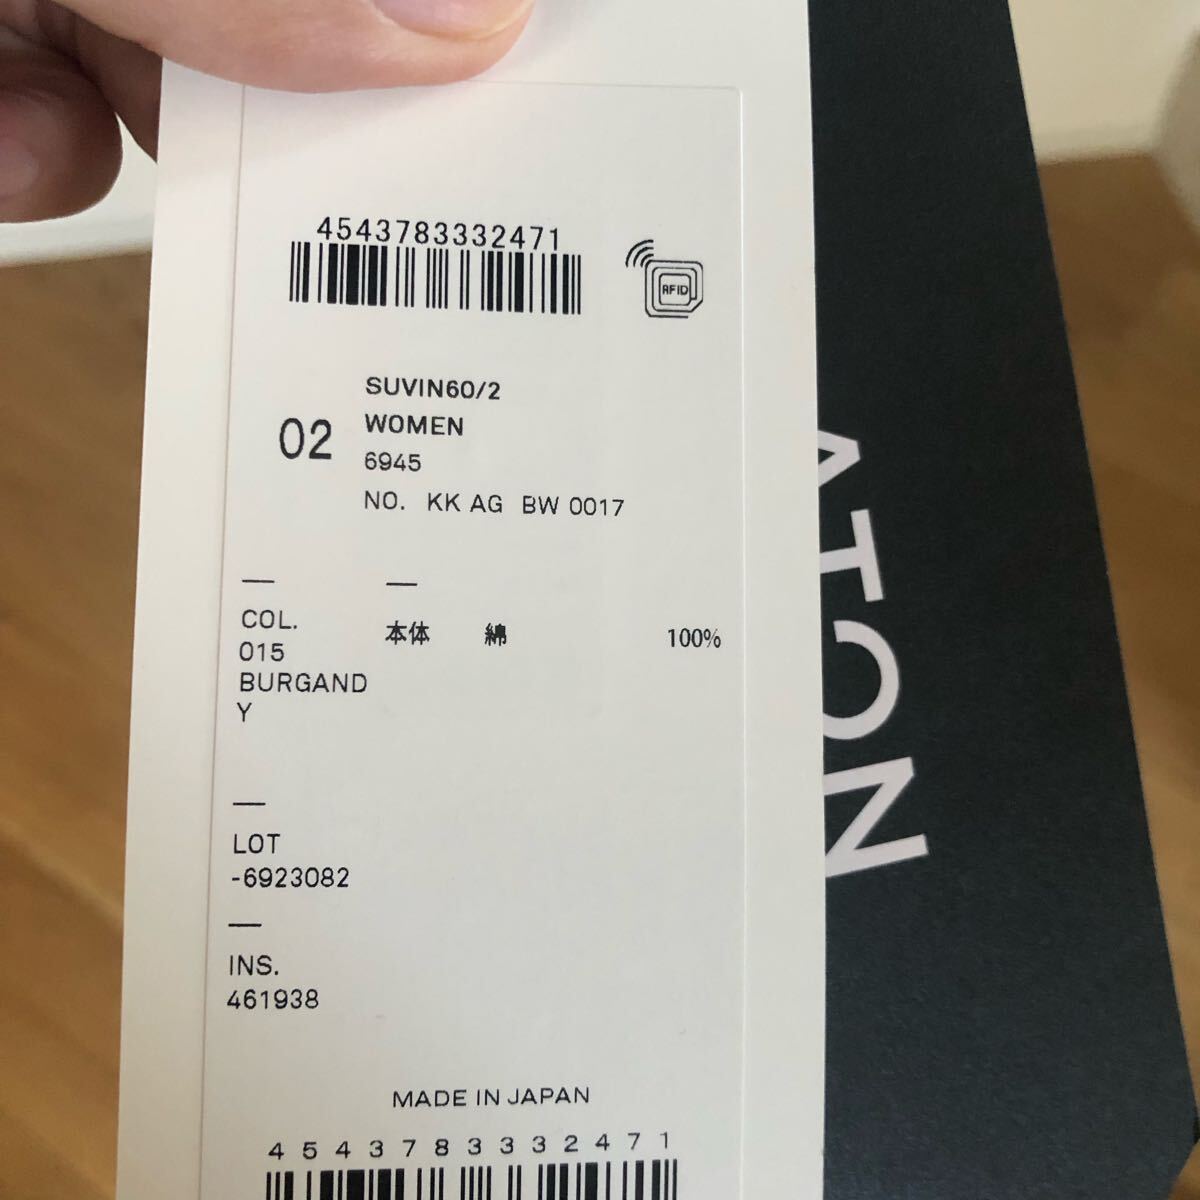 4543783332471
RFID
SUVIN60/2
02
WOMEN
6945
NO. KK AG BW 0017
COL.
015
BURGAND
Y
本体 綿 100%
LOT
-6923082
INS.
461938
MADE IN JAPAN
4543783332471